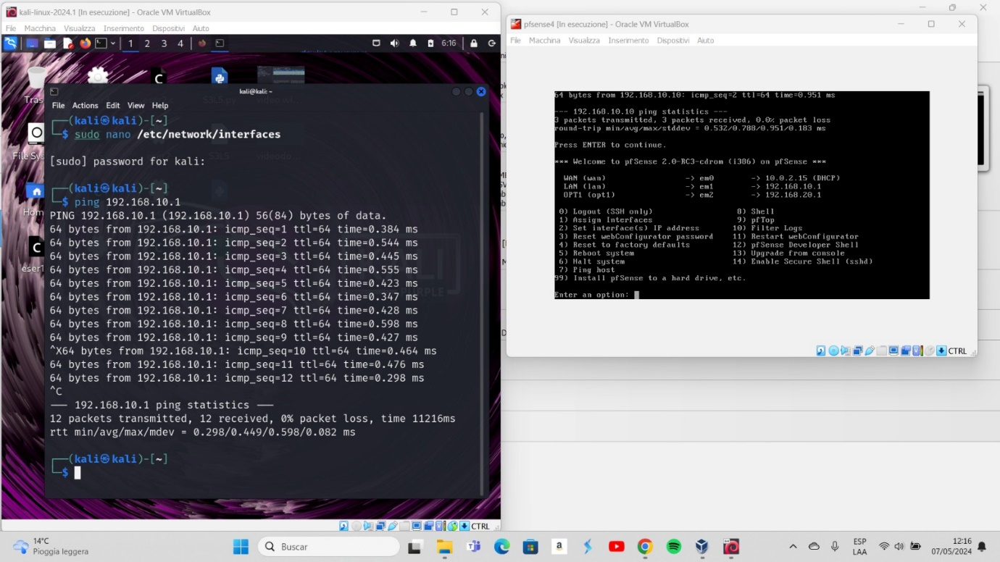 kali-linux-2024.1 [In esecuzione] - Oracle VM VirtualBox
File Macchina Visualizza Inserimento Dispositivi Aiuto
1 2 3 4
6:16
Tras
File Sys
Hom
eser1
kali@kali: ~
File Actions Edit View Help
(kali㉿kali)-[~]
$ sudo nano /etc/network/interfaces
[sudo] password for kali:
(kali㉿kali)-[~]
$ ping 192.168.10.1
PING 192.168.10.1 (192.168.10.1) 56(84) bytes of data.
64 bytes from 192.168.10.1: icmp_seq=1 ttl=64 time=0.384 ms
64 bytes from 192.168.10.1: icmp_seq=2 ttl=64 time=0.544 ms
64 bytes from 192.168.10.1: icmp_seq=3 ttl=64 time=0.445 ms
64 bytes from 192.168.10.1: icmp_seq=4 ttl=64 time=0.555 ms
64 bytes from 192.168.10.1: icmp_seq=5 ttl=64 time=0.423 ms
64 bytes from 192.168.10.1: icmp_seq=6 ttl=64 time=0.347 ms
64 bytes from 192.168.10.1: icmp_seq=7 ttl=64 time=0.428 ms
64 bytes from 192.168.10.1: icmp_seq=8 ttl=64 time=0.598 ms
64 bytes from 192.168.10.1: icmp_seq=9 ttl=64 time=0.427 ms
^X64 bytes from 192.168.10.1: icmp_seq=10 ttl=64 time=0.464 ms
64 bytes from 192.168.10.1: icmp_seq=11 ttl=64 time=0.476 ms
64 bytes from 192.168.10.1: icmp_seq=12 ttl=64 time=0.298 ms
^C
--- 192.168.10.1 ping statistics ---
12 packets transmitted, 12 received, 0% packet loss, time 11216ms
rtt min/avg/max/mdev = 0.298/0.449/0.598/0.082 ms
(kali㉿kali)-[~]
$
CTRL
pfsense4 [In esecuzione] - Oracle VM VirtualBox
File Macchina Visualizza Inserimento Dispositivi Aiuto
64 bytes from 192.168.10.10: icmp_seq=2 ttl=64 time=0.951 ms
--- 192.168.10.10 ping statistics ---
3 packets transmitted, 3 packets received, 0.0% packet loss
round-trip min/avg/max/stddev = 0.532/0.788/0.951/0.183 ms
Press ENTER to continue.
*** Welcome to pfSense 2.0-RC3-cdrom (i386) on pfSense ***
WAN (wan) -> em0 -> 10.0.2.15 (DHCP)
LAN (lan) -> em1 -> 192.168.10.1
OPT1 (opt1) -> em2 -> 192.168.20.1
0) Logout (SSH only) 8) Shell
1) Assign Interfaces 9) pfTop
2) Set interface(s) IP address 10) Filter Logs
3) Reset webConfigurator password 11) Restart webConfigurator
4) Reset to factory defaults 12) pfSense Developer Shell
5) Reboot system 13) Upgrade from console
6) Halt system 14) Enable Secure Shell (sshd)
7) Ping host
99) Install pfSense to a hard drive, etc.
Enter an option:
CTRL
14°C
Pioggia leggera
Buscar
ESP
LAA
12:16
07/05/2024